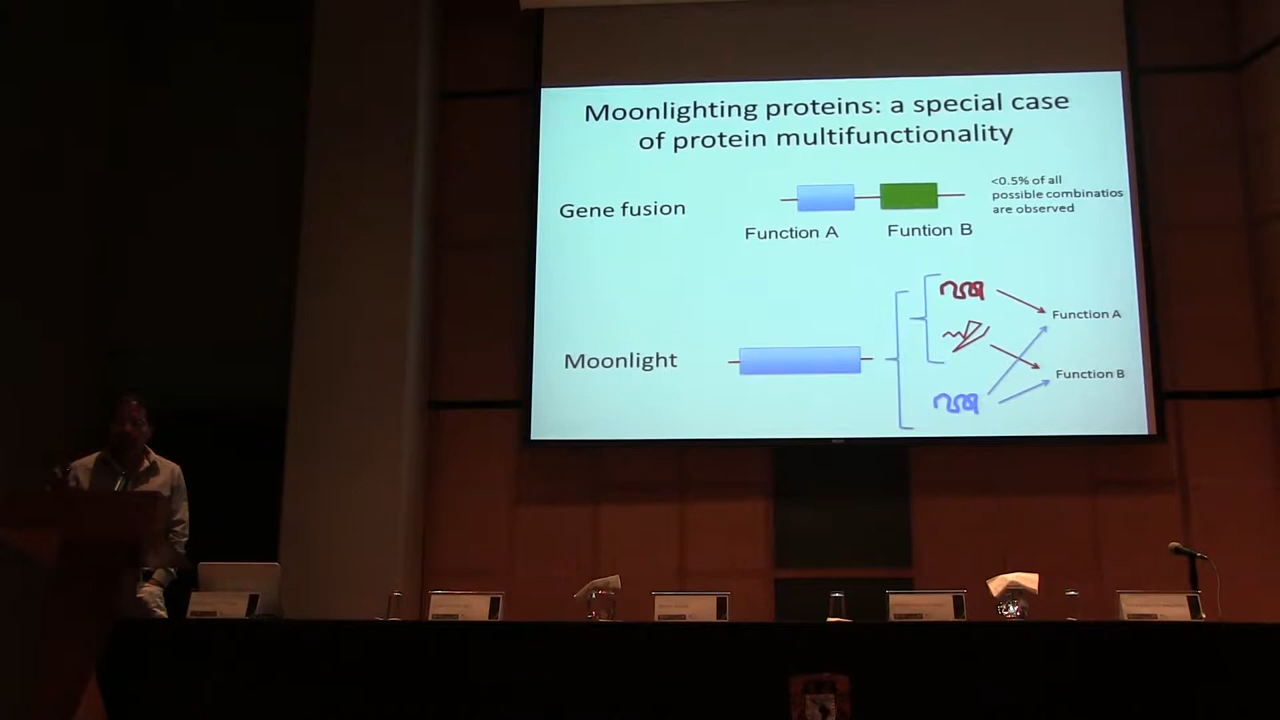 Moonlighting proteins: a special case
of protein multifunctionality
Gene fusion
Function A
Funtion B
<0.5% of all
possible combinatios
are observed
Moonlight
Function A
Function B